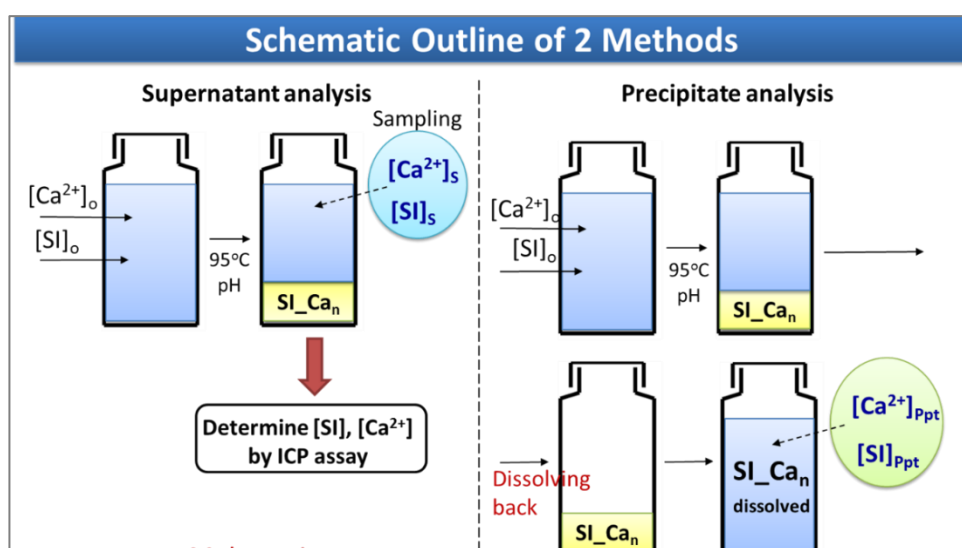 Schematic Outline of 2 Methods
Supernatant analysis
Sampling
[Ca²⁺]ₛ
[SI]ₛ
[Ca²⁺]ₒ
[SI]ₒ
95°C
pH
SI_Caₙ
Determine [SI], [Ca²⁺]
by ICP assay
Precipitate analysis
[Ca²⁺]ₒ
[SI]ₒ
95°C
pH
SI_Caₙ
Dissolving
back
SI_Caₙ
SI_Caₙ
dissolved
[Ca²⁺]Ppt
[SI]Ppt